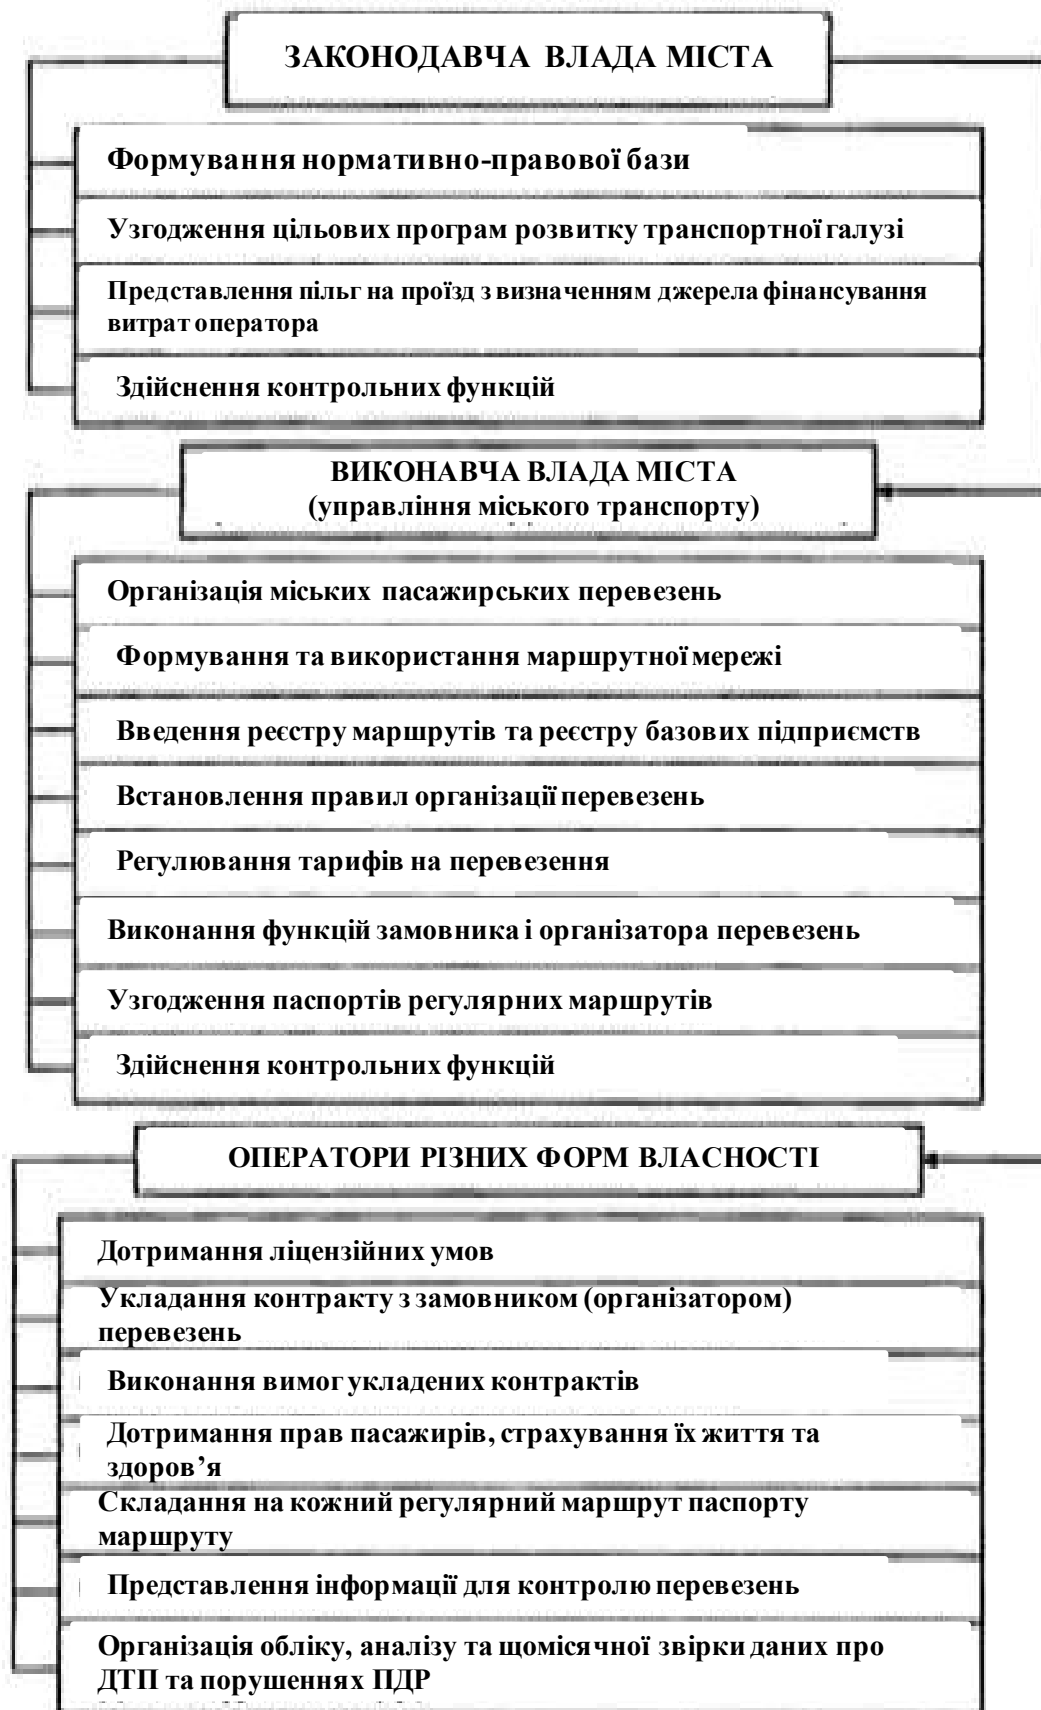 ЗАКОНОДАВЧА ВЛАДА МІСТА
Формування нормативно-правової бази
Узгодження цільових програм розвитку транспортної галузі
Представлення пільг на проїзд з визначенням джерела фінансування
витрат оператора
Здійснення контрольних функцій
ВИКОНАВЧА ВЛАДА МІСТА
(управління міського транспорту)
Організація міських пасажирських перевезень
Формування та використання маршрутної мережі
Введення реєстру маршрутів та реєстру базових підприємств
Встановлення правил організації перевезень
Регулювання тарифів на перевезення
Виконання функцій замовника і організатора перевезень
Узгодження паспортів регулярних маршрутів
Здійснення контрольних функцій
ОПЕРАТОРИ РІЗНИХ ФОРМ ВЛАСНОСТІ
Дотримання ліцензійних умов
Укладання контракту з замовником (організатором)
перевезень
Виконання вимог укладених контрактів
Дотримання прав пасажирів, страхування їх життя та
здоров’я
Складання на кожний регулярний маршрут паспорту
маршруту
Представлення інформації для контролю перевезень
Організація обліку, аналізу та щомісячної звірки даних про
ДТП та порушеннях ПДР